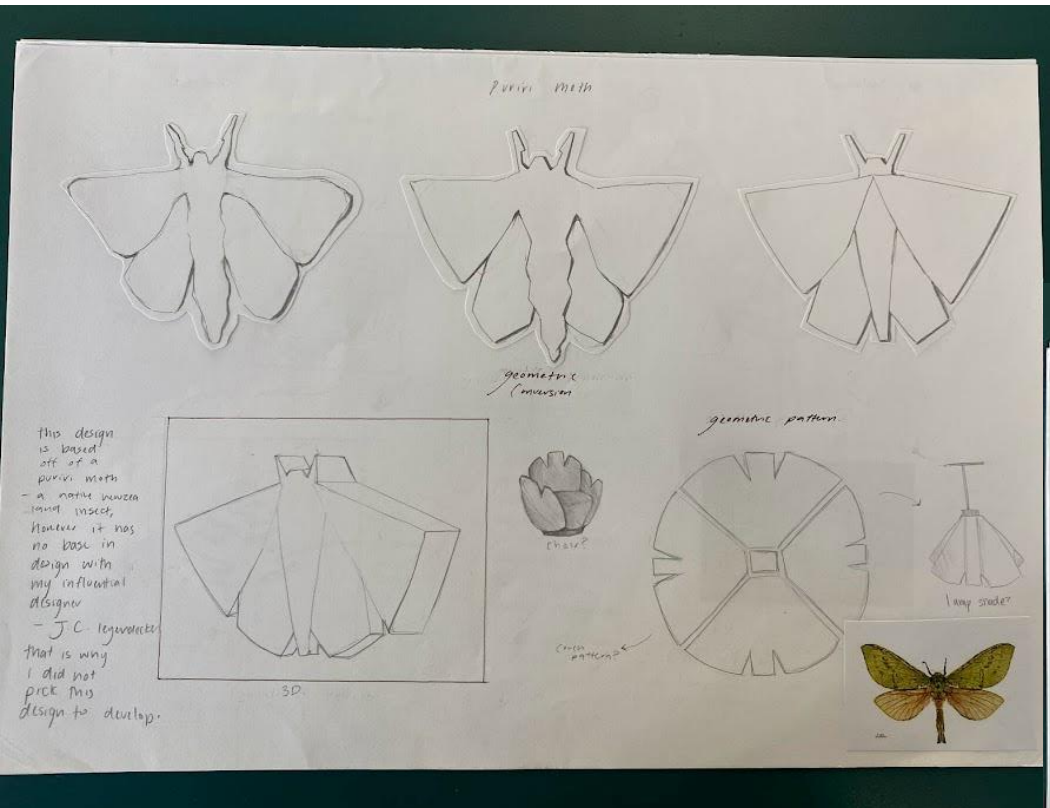 Puriri Moth
geometric
Conversion
geometric pattern
this design
is based
off of a
puriri moth
- a native newzea
land insect,
however it has
no base in
design with
my influential
designer
- J.C. leyendecker
that is why
i did not
pick this
design to develop.
3D.
chair?
pattern?
lamp shade?